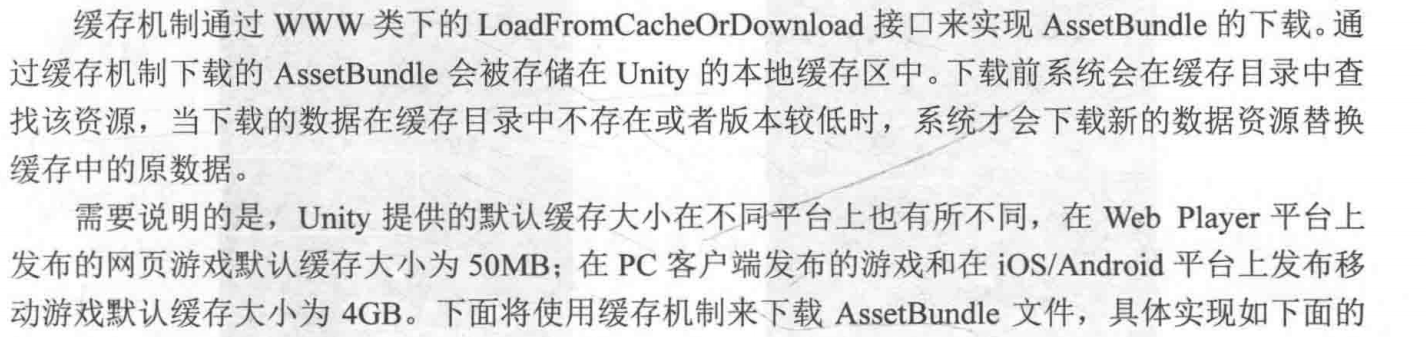 缓存机制通过 WWW 类下的 LoadFromCacheOrDownload 接口来实现 AssetBundle 的下载。通
过缓存机制下载的 AssetBundle 会被存储在 Unity 的本地缓存区中。下载前系统会在缓存目录中查
找该资源，当下载的数据在缓存目录中不存在或者版本较低时，系统才会下载新的数据资源替换
缓存中的原数据。
需要说明的是，Unity 提供的默认缓存大小在不同平台上也有所不同，在 Web Player 平台上
发布的网页游戏默认缓存大小为 50MB；在 PC 客户端发布的游戏和在 iOS/Android 平台上发布移
动游戏默认缓存大小为 4GB。下面将使用缓存机制来下载 AssetBundle 文件，具体实现如下面的